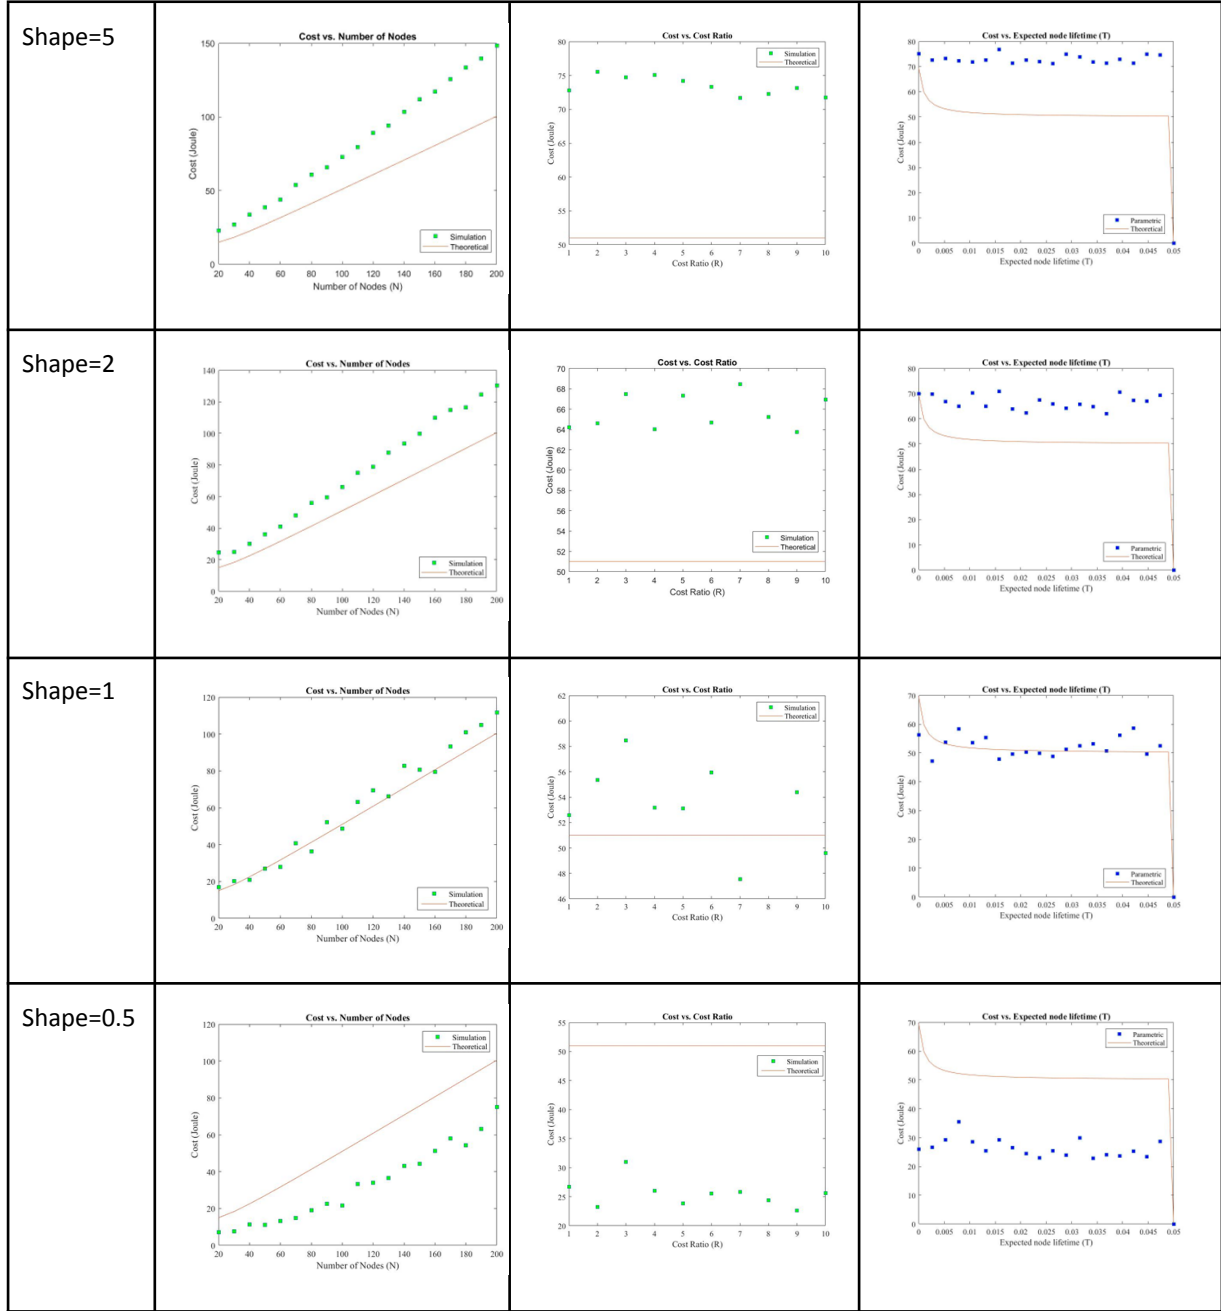 Shape=5
Cost vs. Number of Nodes
150
100
50
0
Cost (Joule)
Simulation
Theoretical
20 40 60 80 100 120 140 160 180 200
Number of Nodes (N)
Cost vs. Cost Ratio
80
75
70
65
60
55
50
Cost (Joule)
Simulation
Theoretical
1 2 3 4 5 6 7 8 9 10
Cost Ratio (R)
Cost vs. Expected node lifetime (T)
80
70
60
50
40
30
20
10
0
Cost (Joule)
Parametric
Theoretical
0 0.005 0.01 0.015 0.02 0.025 0.03 0.035 0.04 0.045 0.05
Expected node lifetime (T)
Shape=2
Cost vs. Number of Nodes
140
120
100
80
60
40
20
0
Cost (Joule)
Simulation
Theoretical
20 40 60 80 100 120 140 160 180 200
Number of Nodes (N)
Cost vs. Cost Ratio
70
68
66
64
62
60
58
56
54
52
50
Cost (Joule)
Simulation
Theoretical
1 2 3 4 5 6 7 8 9 10
Cost Ratio (R)
Cost vs. Expected node lifetime (T)
80
70
60
50
40
30
20
10
0
Cost (Joule)
Parametric
Theoretical
0 0.005 0.01 0.015 0.02 0.025 0.03 0.035 0.04 0.045 0.05
Expected node lifetime (T)
Shape=1
Cost vs. Number of Nodes
120
100
80
60
40
20
0
Cost (Joule)
Simulation
Theoretical
20 40 60 80 100 120 140 160 180 200
Number of Nodes (N)
Cost vs. Cost Ratio
62
60
58
56
54
52
50
48
46
Cost (Joule)
Simulation
Theoretical
1 2 3 4 5 6 7 8 9 10
Cost Ratio (R)
Cost vs. Expected node lifetime (T)
70
60
50
40
30
20
10
0
Cost (Joule)
Parametric
Theoretical
0 0.005 0.01 0.015 0.02 0.025 0.03 0.035 0.04 0.045 0.05
Expected node lifetime (T)
Shape=0.5
Cost vs. Number of Nodes
120
100
80
60
40
20
0
Cost (Joule)
Simulation
Theoretical
20 40 60 80 100 120 140 160 180 200
Number of Nodes (N)
Cost vs. Cost Ratio
55
50
45
40
35
30
25
20
Cost (Joule)
Simulation
Theoretical
1 2 3 4 5 6 7 8 9 10
Cost Ratio (R)
Cost vs. Expected node lifetime (T)
70
60
50
40
30
20
10
0
Cost (Joule)
Parametric
Theoretical
0 0.005 0.01 0.015 0.02 0.025 0.03 0.035 0.04 0.045 0.05
Expected node lifetime (T)